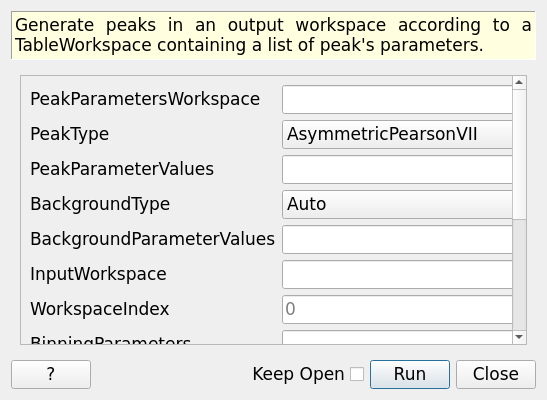 Generate peaks in an output workspace according to a
TableWorkspace containing a list of peak's parameters.
PeakParametersWorkspace
PeakType AsymmetricPearsonVII
PeakParameterValues
BackgroundType Auto
BackgroundParameterValues
InputWorkspace
WorkspaceIndex 0
BinningParameters
? Keep Open Run Close